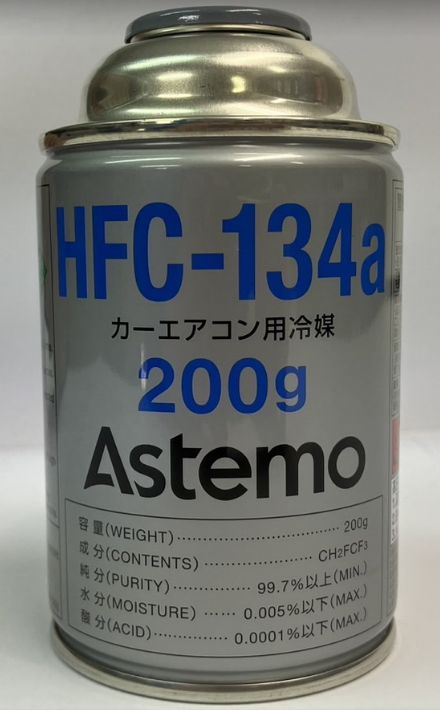 HFC-134a
カーエアコン用冷媒
200g
Astemo
容量(WEIGHT)................................200g
成分(CONTENTS)......................CH2FCF3
純分(PURITY)................99.7%以上(MIN.)
水分(MOISTURE)......0.005%以下(MAX.)
酸分(ACID)...............0.0001%以下(MAX.)